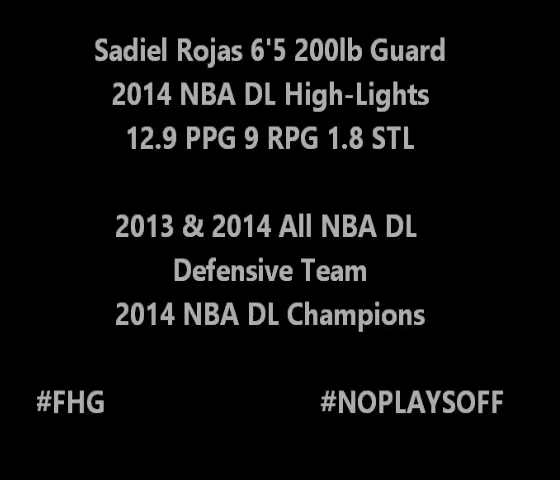 Sadiel Rojas 6'5 200lb Guard
2014 NBA DL High-Lights
12.9 PPG 9 RPG 1.8 STL
2013 & 2014 All NBA DL
Defensive Team
2014 NBA DL Champions
#FHG #NOPLAYSOFF